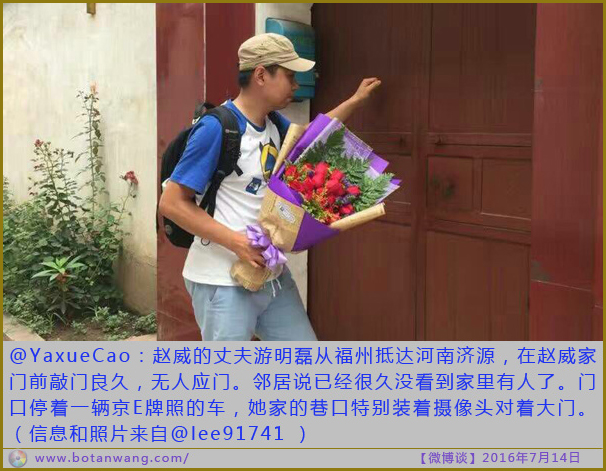 www.botanwang.com
@YaxueCao：赵威的丈夫游明磊从福州抵达河南济源，在赵威家
门前敲门良久，无人应门。邻居说已经很久没看到家里有人了。门
口停着一辆京E牌照的车，她家的巷口特别装着摄像头对着大门。
（信息和照片来自@lee91741 ）
www.botanwang.com/ 【微博谈】2016年7月14日